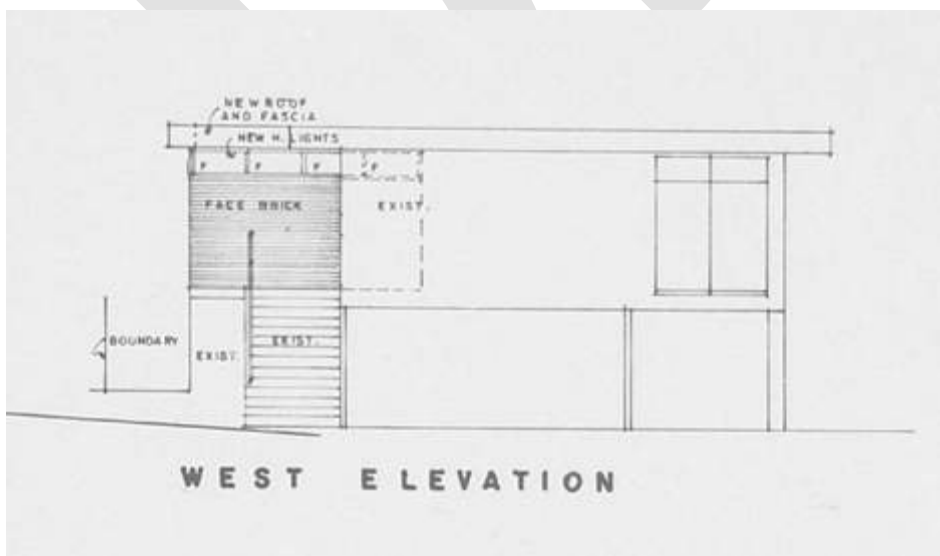 NEW ROOF
AND FASCIA
NEW H. LIGHTS
F F F F
FACE BRICK
EXIST.
BOUNDARY
EXIST.
EXIST.
WEST ELEVATION